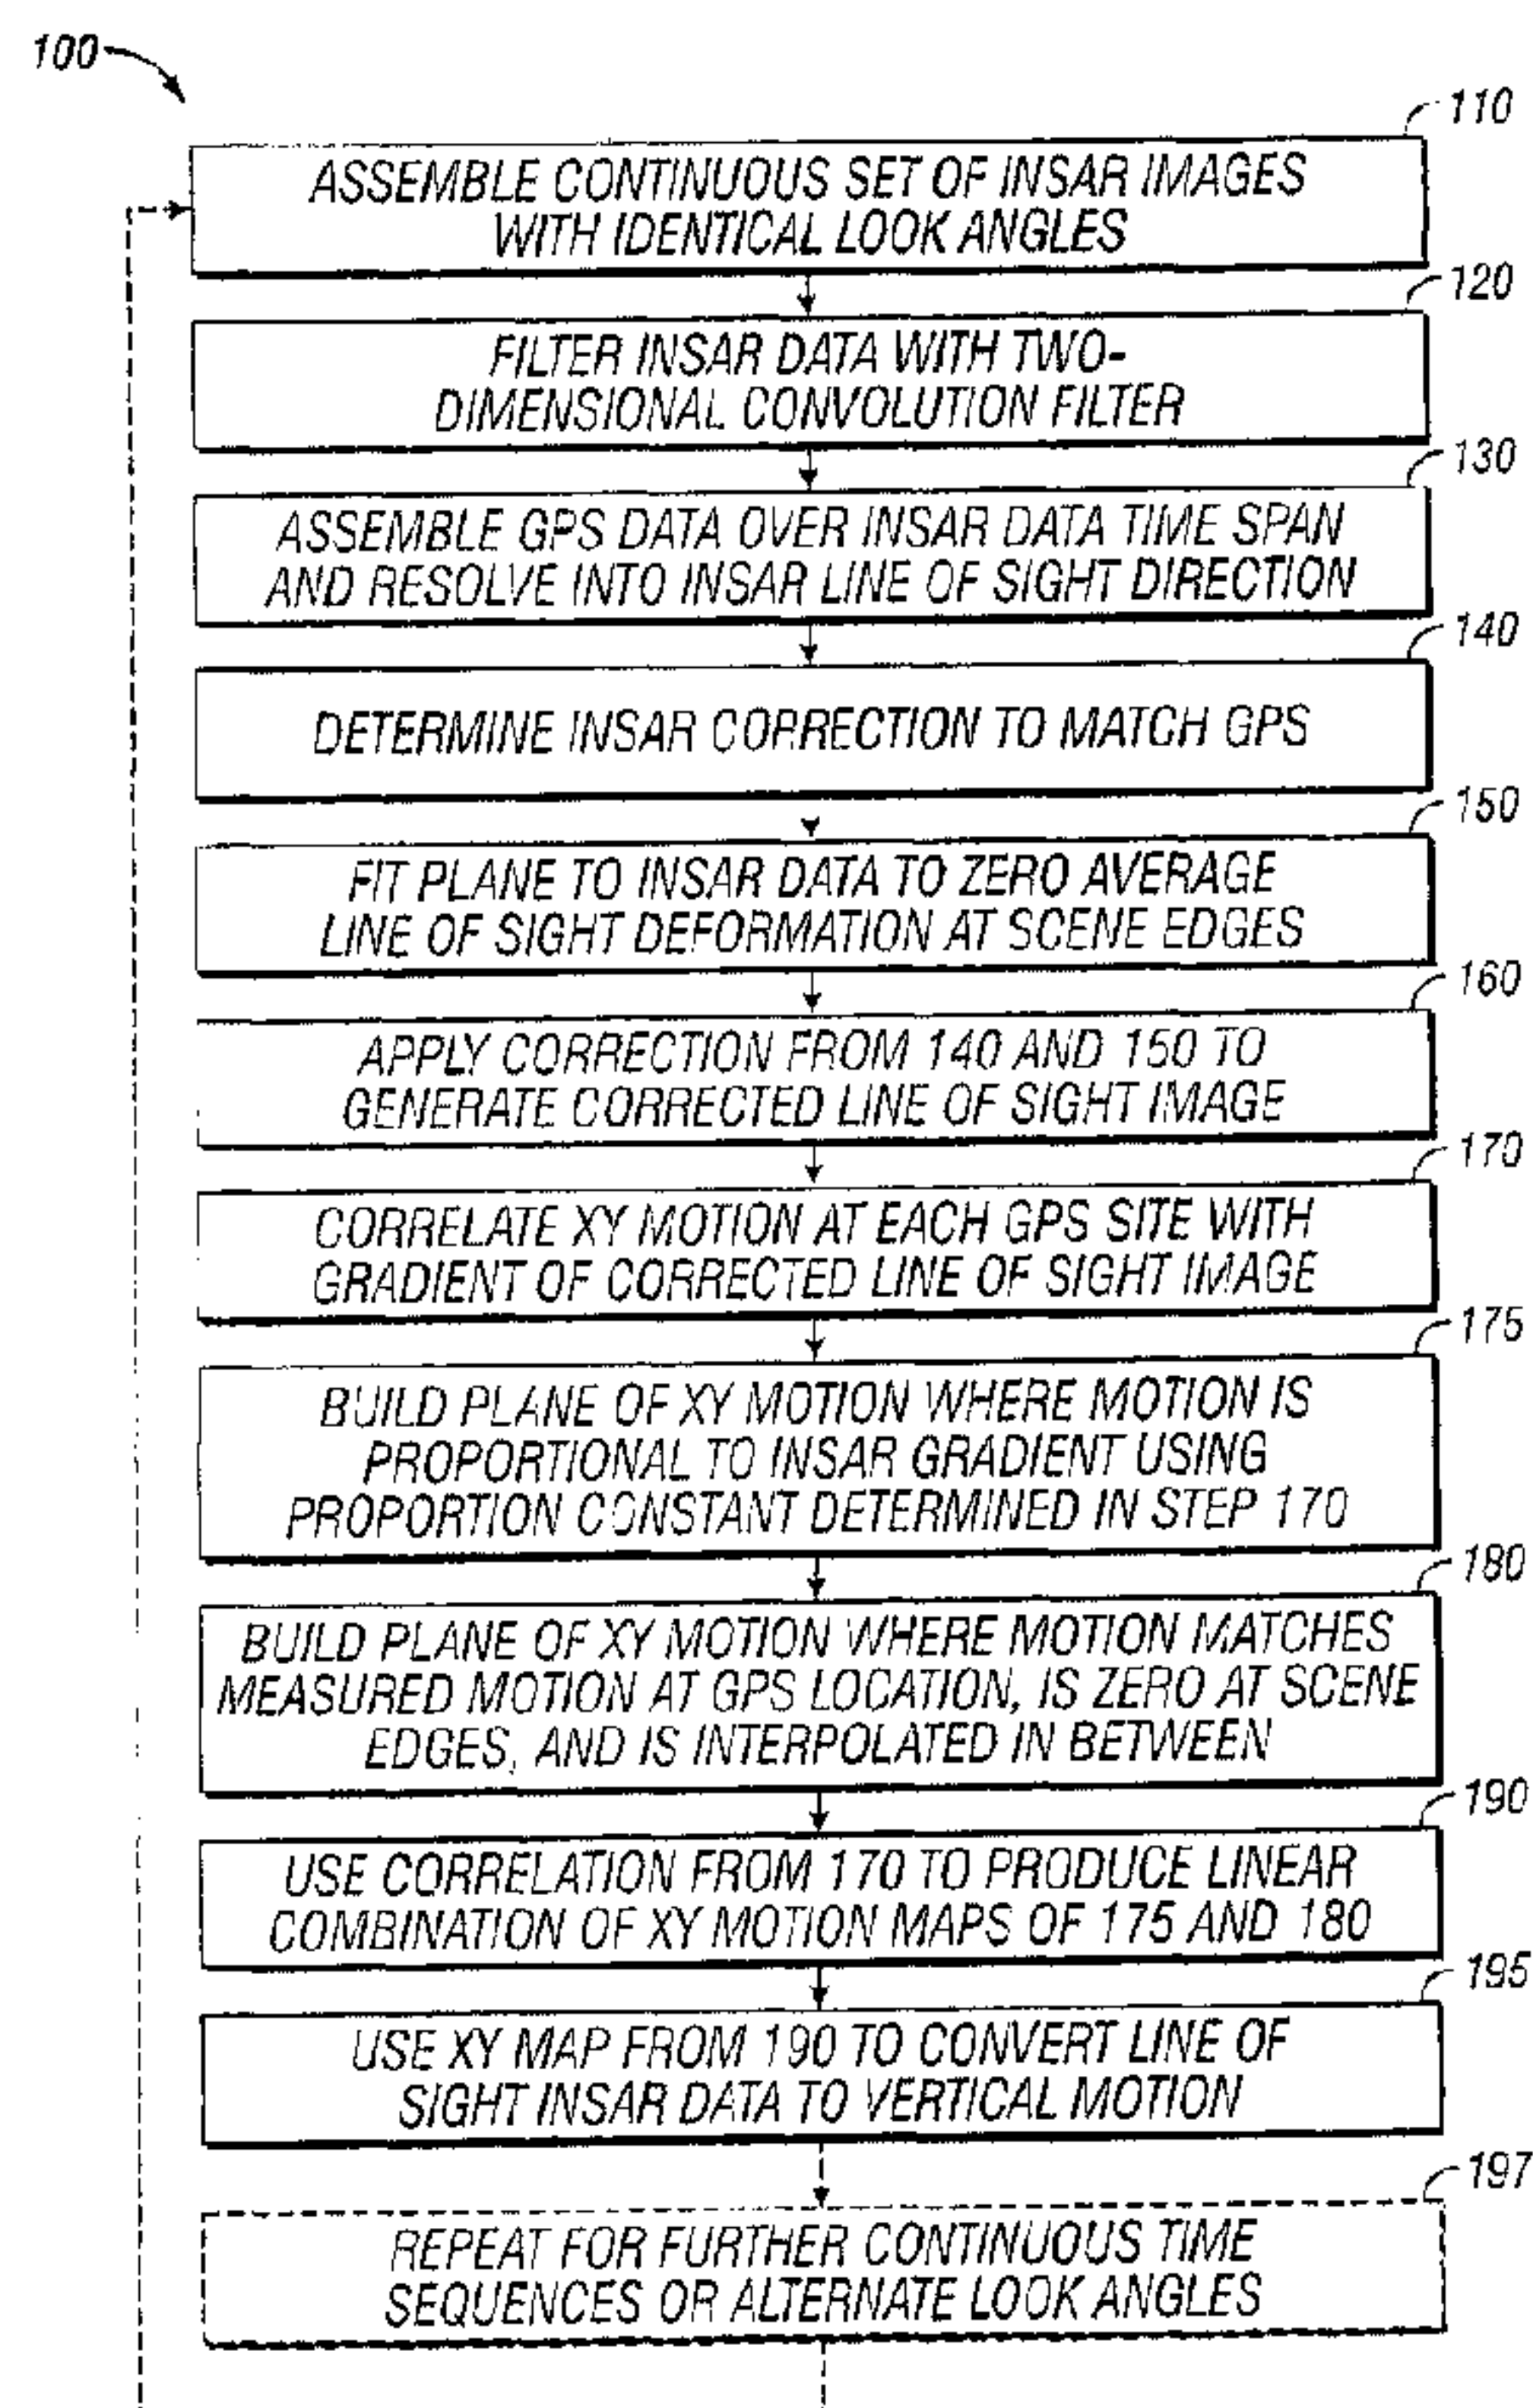 100
110
ASSEMBLE CONTINUOUS SET OF INSAR IMAGES
WITH IDENTICAL LOOK ANGLES
120
FILTER INSAR DATA WITH TWO-
DIMENSIONAL CONVOLUTION FILTER
130
ASSEMBLE GPS DATA OVER INSAR DATA TIME SPAN
AND RESOLVE INTO INSAR LINE OF SIGHT DIRECTION
140
DETERMINE INSAR CORRECTION TO MATCH GPS
150
FIT PLANE TO INSAR DATA TO ZERO AVERAGE
LINE OF SIGHT DEFORMATION AT SCENE EDGES
160
APPLY CORRECTION FROM 140 AND 150 TO
GENERATE CORRECTED LINE OF SIGHT IMAGE
170
CORRELATE XY MOTION AT EACH GPS SITE WITH
GRADIENT OF CORRECTED LINE OF SIGHT IMAGE
175
BUILD PLANE OF XY MOTION WHERE MOTION IS
PROPORTIONAL TO INSAR GRADIENT USING
PROPORTION CONSTANT DETERMINED IN STEP 170
180
BUILD PLANE OF XY MOTION WHERE MOTION MATCHES
MEASURED MOTION AT GPS LOCATION, IS ZERO AT SCENE
EDGES, AND IS INTERPOLATED IN BETWEEN
190
USE CORRELATION FROM 170 TO PRODUCE LINEAR
COMBINATION OF XY MOTION MAPS OF 175 AND 180
195
USE XY MAP FROM 190 TO CONVERT LINE OF
SIGHT INSAR DATA TO VERTICAL MOTION
197
REPEAT FOR FURTHER CONTINUOUS TIME
SEQUENCES OR ALTERNATE LOOK ANGLES